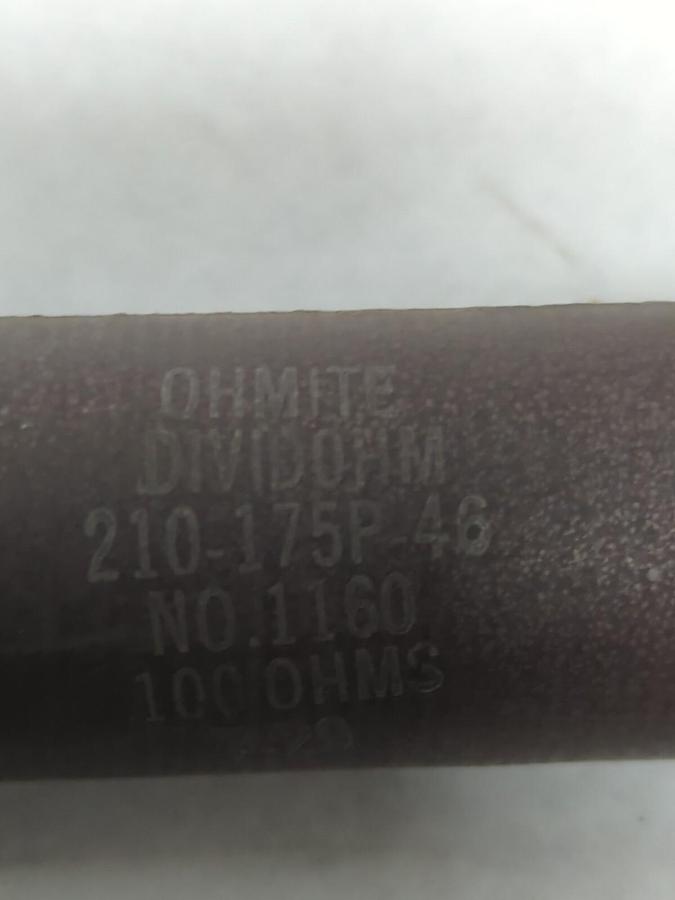 OHMITE
DIVIDOHM
210-175P-46
NO.1160
100 OHMS